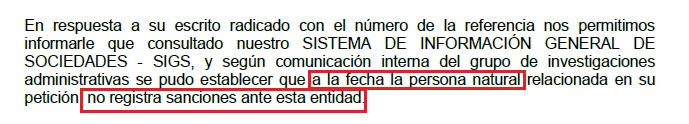 En respuesta a su escrito radicado con el número de la referencia nos permitimos
informarle que consultado nuestro SISTEMA DE INFORMACIÓN GENERAL DE
SOCIEDADES - SIGS, y según comunicación interna del grupo de investigaciones
administrativas se pudo establecer que a la fecha la persona natural relacionada en su
petición no registra sanciones ante esta entidad.